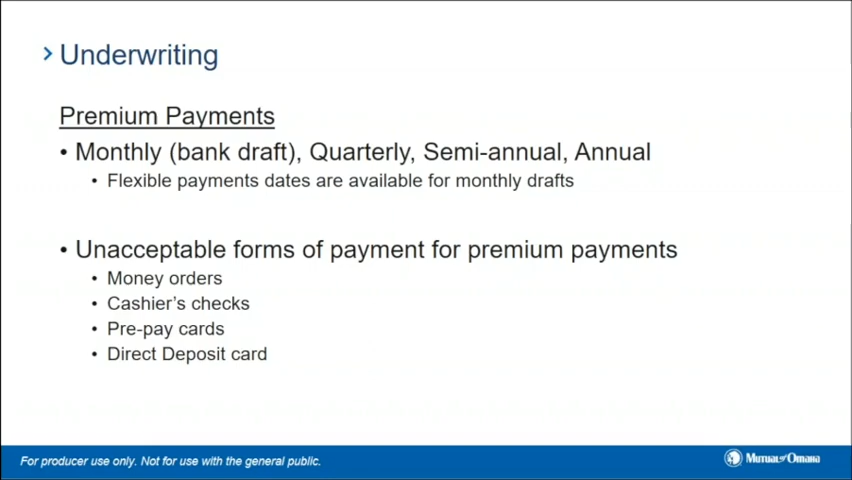 > Underwriting
Premium Payments
• Monthly (bank draft), Quarterly, Semi-annual, Annual
• Flexible payments dates are available for monthly drafts
• Unacceptable forms of payment for premium payments
• Money orders
• Cashier’s checks
• Pre-pay cards
• Direct Deposit card
For producer use only. Not for use with the general public.
Mutual of Omaha